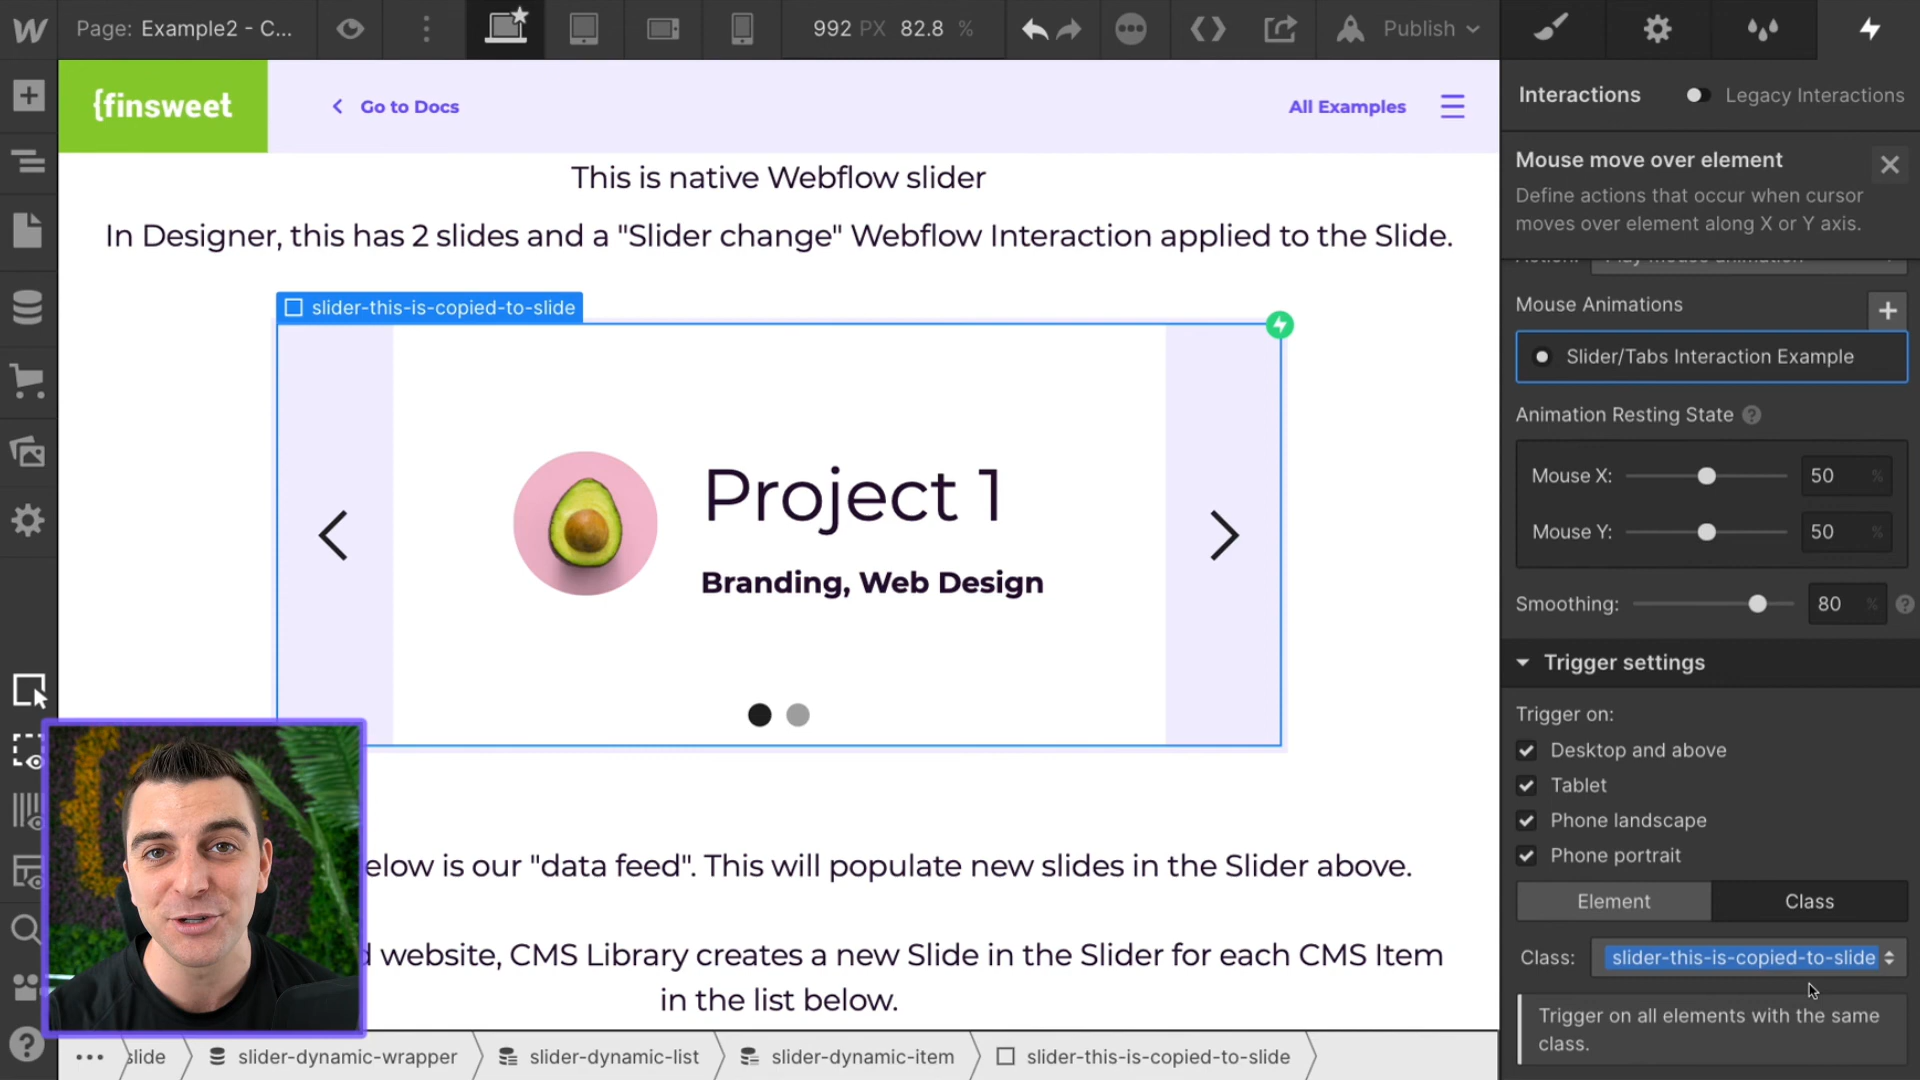 Page: Example2 - C...
992 PX 82.8 %
Publish
{finsweet
Go to Docs
All Examples
This is native Webflow slider
In Designer, this has 2 slides and a "Slider change" Webflow Interaction applied to the Slide.
slider-this-is-copied-to-slide
Project 1
Branding, Web Design
elow is our "data feed". This will populate new slides in the Slider above.
d website, CMS Library creates a new Slide in the Slider for each CMS Item
in the list below.
slide
slider-dynamic-wrapper
slider-dynamic-list
slider-dynamic-item
slider-this-is-copied-to-slide
Interactions
Legacy Interactions
Mouse move over element
Define actions that occur when cursor
moves over element along X or Y axis.
Mouse Animations
Slider/Tabs Interaction Example
Animation Resting State ?
Mouse X: 50 %
Mouse Y: 50 %
Smoothing: 80 % ?
Trigger settings
Trigger on:
Desktop and above
Tablet
Phone landscape
Phone portrait
Element
Class
Class: slider-this-is-copied-to-slide
Trigger on all elements with the same
class.